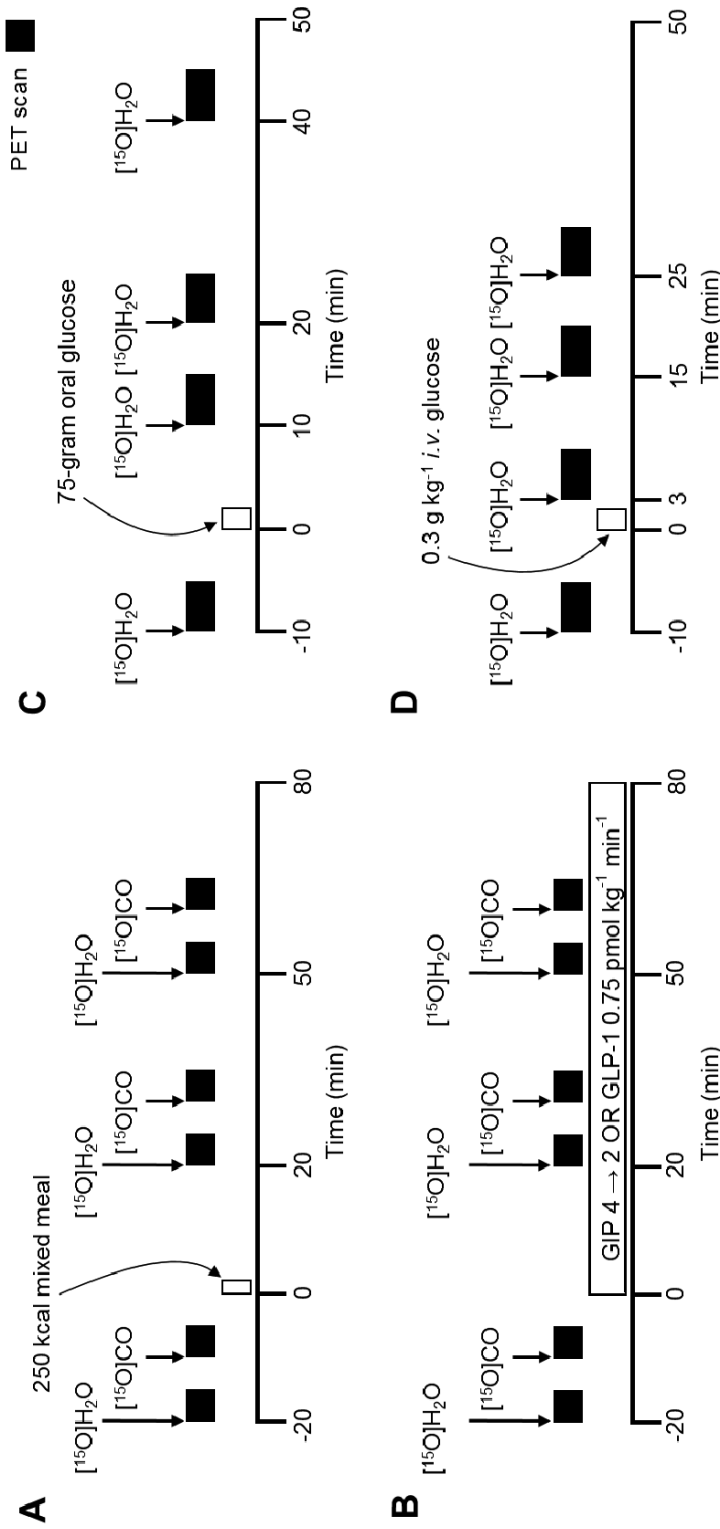 A
250 kcal mixed meal
[¹⁵O]H₂O
[¹⁵O]CO
[¹⁵O]H₂O
[¹⁵O]CO
[¹⁵O]H₂O
[¹⁵O]CO
-20 0 20 50 80
Time (min)
B
[¹⁵O]H₂O
[¹⁵O]CO
[¹⁵O]H₂O
[¹⁵O]CO
[¹⁵O]H₂O
[¹⁵O]CO
GIP 4 → 2 OR GLP-1 0.75 pmol kg⁻¹ min⁻¹
-20 0 20 50 80
Time (min)
C
PET scan
75-gram oral glucose
[¹⁵O]H₂O [¹⁵O]H₂O [¹⁵O]H₂O [¹⁵O]H₂O
-10 0 10 20 40 50
Time (min)
D
0.3 g kg⁻¹ i.v. glucose
[¹⁵O]H₂O [¹⁵O]H₂O [¹⁵O]H₂O [¹⁵O]H₂O
-10 0 3 15 25 50
Time (min)